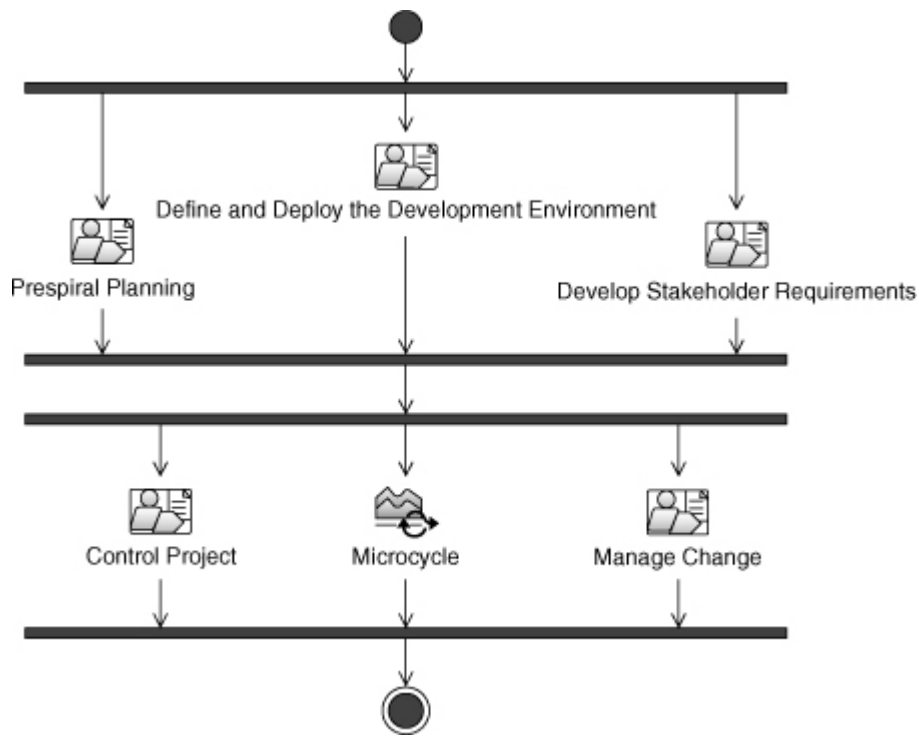 Define and Deploy the Development Environment
Prespiral Planning
Develop Stakeholder Requirements
Control Project
Microcycle
Manage Change